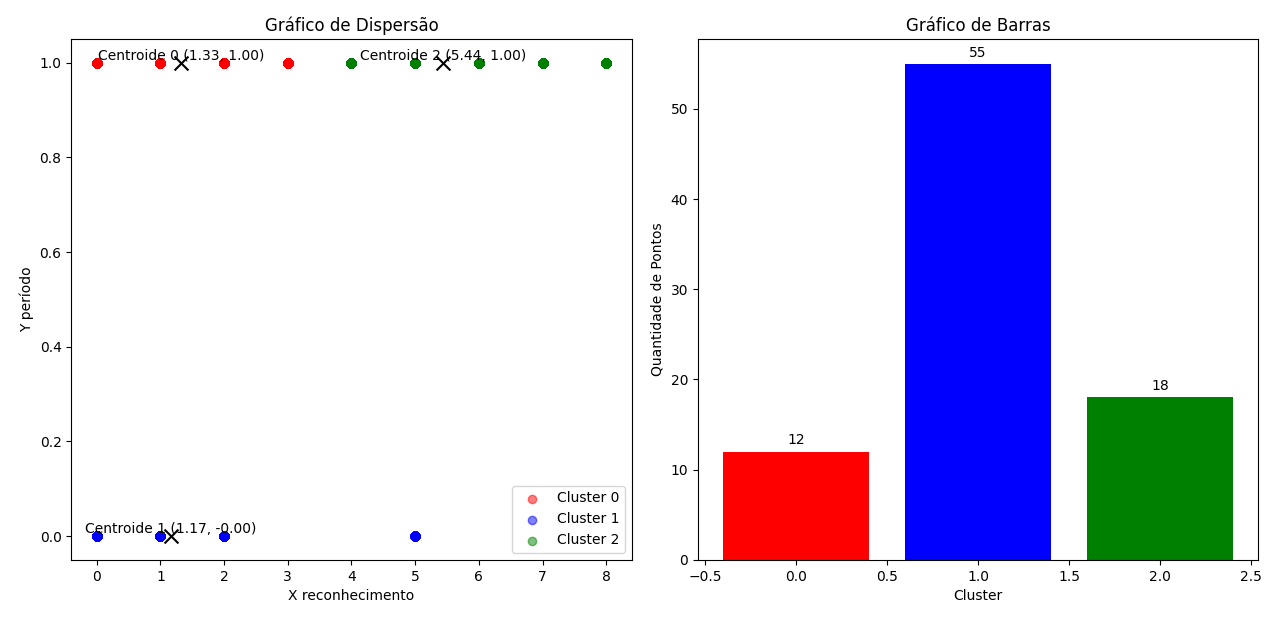 Gráfico de Dispersão
Centroide 0 (1.33, 1.00)
Centroide 2 (5.44, 1.00)
1.0
0.8
0.6
0.4
0.2
0.0
Y período
Centroide 1 (1.17, -0.00)
Cluster 0
Cluster 1
Cluster 2
0 1 2 3 4 5 6 7 8
X reconhecimento
Gráfico de Barras
55
18
12
50
40
30
20
10
0
Quantidade de Pontos
−0.5 0.0 0.5 1.0 1.5 2.0 2.5
Cluster